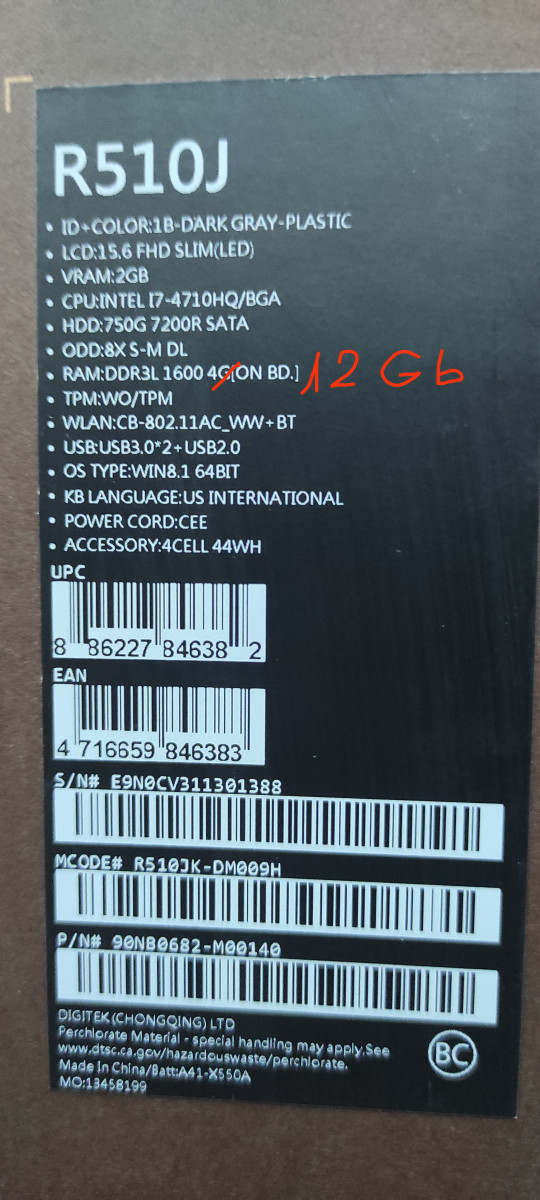 R510J
• ID+COLOR:1B-DARK GRAY-PLASTIC
• LCD:15.6 FHD SLIM(LED)
• VRAM:2GB
• CPU:INTEL I7-4710HQ/BGA
• HDD:750G 7200R SATA
• ODD:8X S-M DL
• RAM:DDR3L 1600 4G[ON BD.] 12 Gb
• TPM:WO/TPM
• WLAN:CB-802.11AC_WW+BT
• USB:USB3.0*2+USB2.0
• OS TYPE:WIN8.1 64BIT
• KB LANGUAGE:US INTERNATIONAL
• POWER CORD:CEE
• ACCESSORY:4CELL 44WH
UPC
8 86227 84638 2
EAN
4 716659 846383
S/N# E9N0CV311301388
MCODE# R510JK-DM009H
P/N# 90NB0682-M00140
DIGITEK(CHONGQING) LTD
Perchlorate Material - special handling may apply.See
www.dtsc.ca.gov/hazardouswaste/perchlorate.
Made In China/Batt:A41-X550A
MO:13458199
BC